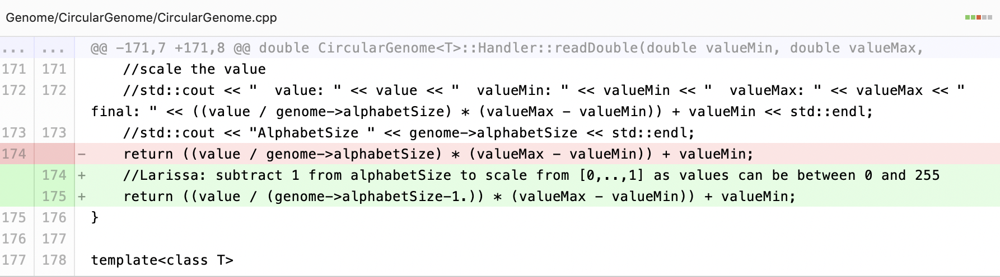 Genome/CircularGenome/CircularGenome.cpp
... ... @@ -171,7 +171,8 @@ double CircularGenome<T>::Handler::readDouble(double valueMin, double valueMax,
171 171 //scale the value
172 172 //std::cout << "  value: " << value << "  valueMin: " << valueMin << "  valueMax: " << valueMax << "
final: " << ((value / genome->alphabetSize) * (valueMax - valueMin)) + valueMin << std::endl;
173 173 //std::cout << "AlphabetSize " << genome->alphabetSize << std::endl;
174 - return ((value / genome->alphabetSize) * (valueMax - valueMin)) + valueMin;
174 + //Larissa: subtract 1 from alphabetSize to scale from [0,..,1] as values can be between 0 and 255
175 + return ((value / (genome->alphabetSize-1.)) * (valueMax - valueMin)) + valueMin;
175 176 }
176 177
177 178 template<class T>